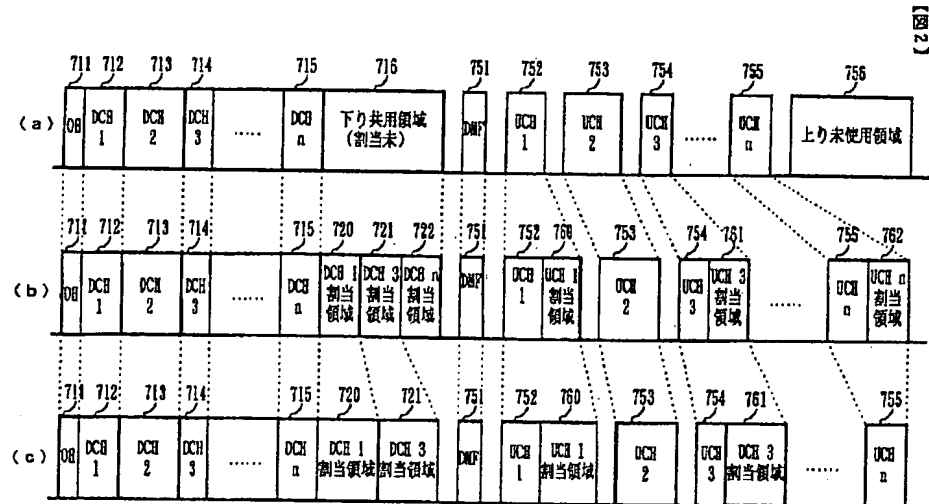 【図2】
711 712 713 714 715 716 751 752 753 754 755 756
(a) OH DCH 1 DCH 2 DCH 3 ...... DCH n 下り共用領域 (割当未) DMF UCH 1 UCH 2 UCH 3 ...... UCH n 上り未使用領域
711 712 713 714 715 720 721 722 751 752 760 753 754 761 755 762
(b) OH DCH 1 DCH 2 DCH 3 ...... DCH n DCH 1 割当領域 DCH 3 割当領域 DCH n 割当領域 DMF UCH 1 UCH 1 割当領域 UCH 2 UCH 3 UCH 3 割当領域 ...... UCH n UCH n 割当領域
711 712 713 714 715 720 721 751 752 760 753 754 761 755
(c) OH DCH 1 DCH 2 DCH 3 ...... DCH n DCH 1 割当領域 DCH 3 割当領域 DMF UCH 1 UCH 1 割当領域 UCH 2 UCH 3 UCH 3 割当領域 ...... UCH n